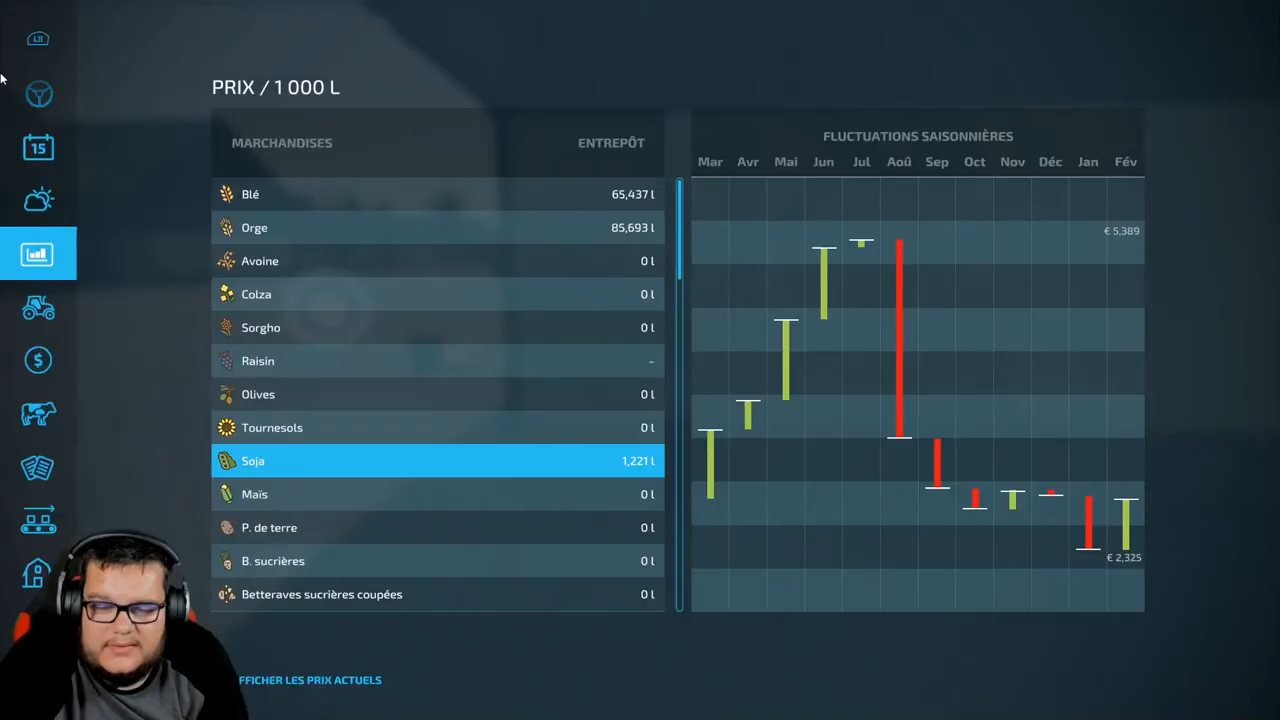 LB
15
PRIX / 1 000 L
MARCHANDISES ENTREPÔT
Blé 65,437 l
Orge 85,693 l
Avoine 0 l
Colza 0 l
Sorgho 0 l
Raisin -
Olives 0 l
Tournesols 0 l
Soja 1,221 l
Maïs 0 l
P. de terre 0 l
B. sucrières 0 l
Betteraves sucrières coupées 0 l
FLUCTUATIONS SAISONNIÈRES
Mar Avr Mai Jun Jul Aoû Sep Oct Nov Déc Jan Fév
€ 5,389
€ 2,325
FFICHER LES PRIX ACTUELS